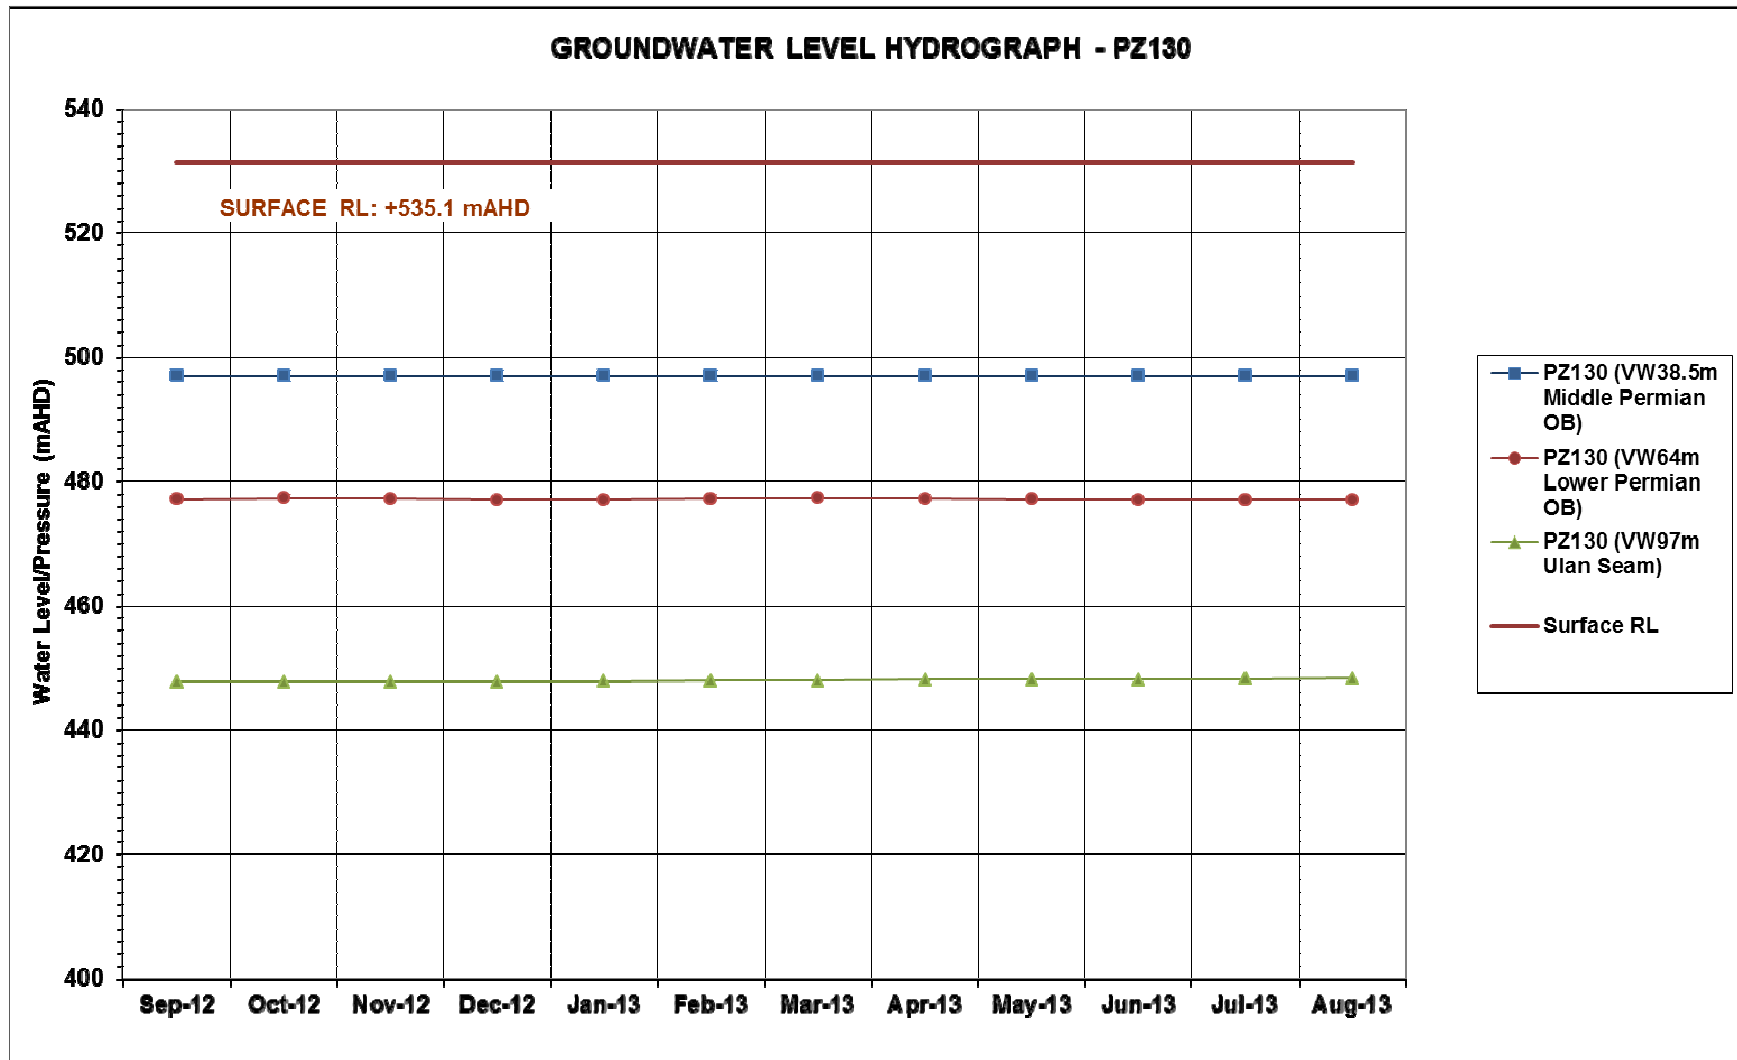 GROUNDWATER LEVEL HYDROGRAPH - PZ130
540
520
500
480
460
440
420
400
Water Level/Pressure (mAHD)
SURFACE RL: +535.1 mAHD
Sep-12 Oct-12 Nov-12 Dec-12 Jan-13 Feb-13 Mar-13 Apr-13 May-13 Jun-13 Jul-13 Aug-13
PZ130 (VW38.5m
Middle Permian
OB)
PZ130 (VW64m
Lower Permian
OB)
PZ130 (VW97m
Ulan Seam)
Surface RL